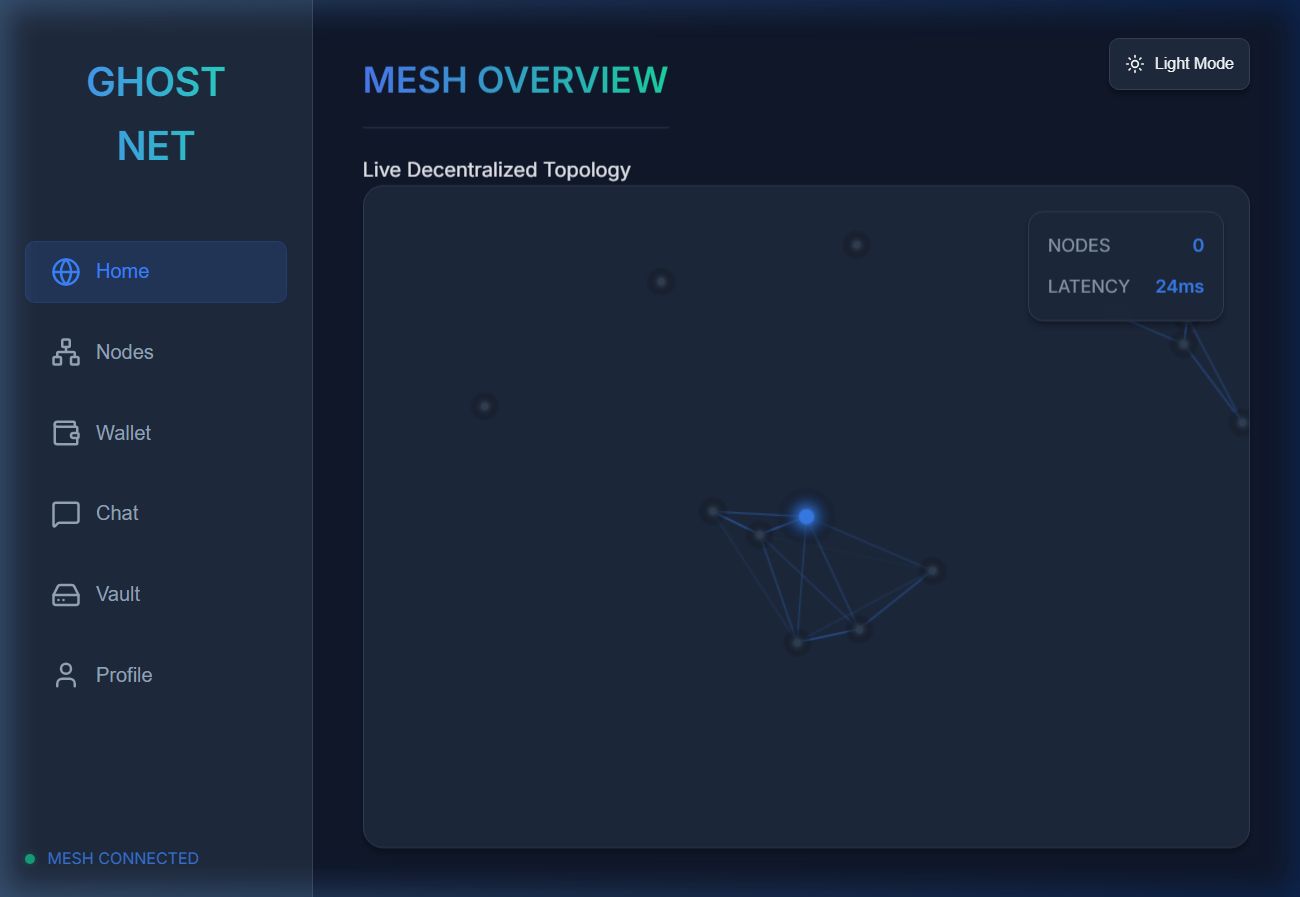 GHOST
NET
Home
Nodes
Wallet
Chat
Vault
Profile
MESH CONNECTED
MESH OVERVIEW
Light Mode
Live Decentralized Topology
NODES 0
LATENCY 24ms